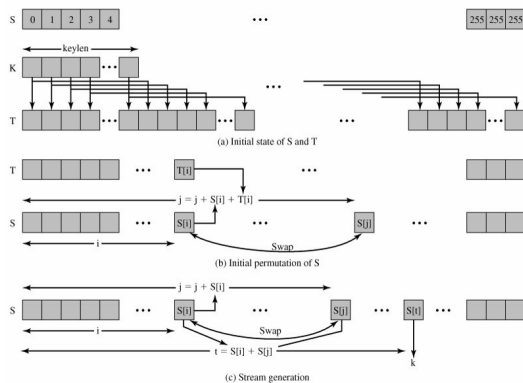 S 0 1 2 3 4 ... 255 255 255
keylen
K ...
...
T ... ... ...
(a) Initial state of S and T
T ... T[i] ...
j = j + S[i] + T[i]
S ... S[i] ... S[j] ...
i
Swap
(b) Initial permutation of S
j = j + S[i]
S ... S[i] ... S[j] ... S[t] ...
i
Swap
t = S[i] + S[j]
k
(c) Stream generation